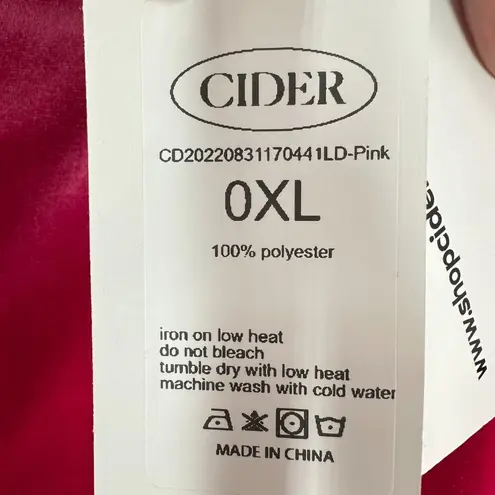 CIDER
CD20220831170441LD-Pink
0XL
100% polyester
iron on low heat
do not bleach
tumble dry with low heat
machine wash with cold water
MADE IN CHINA
www.shopcider